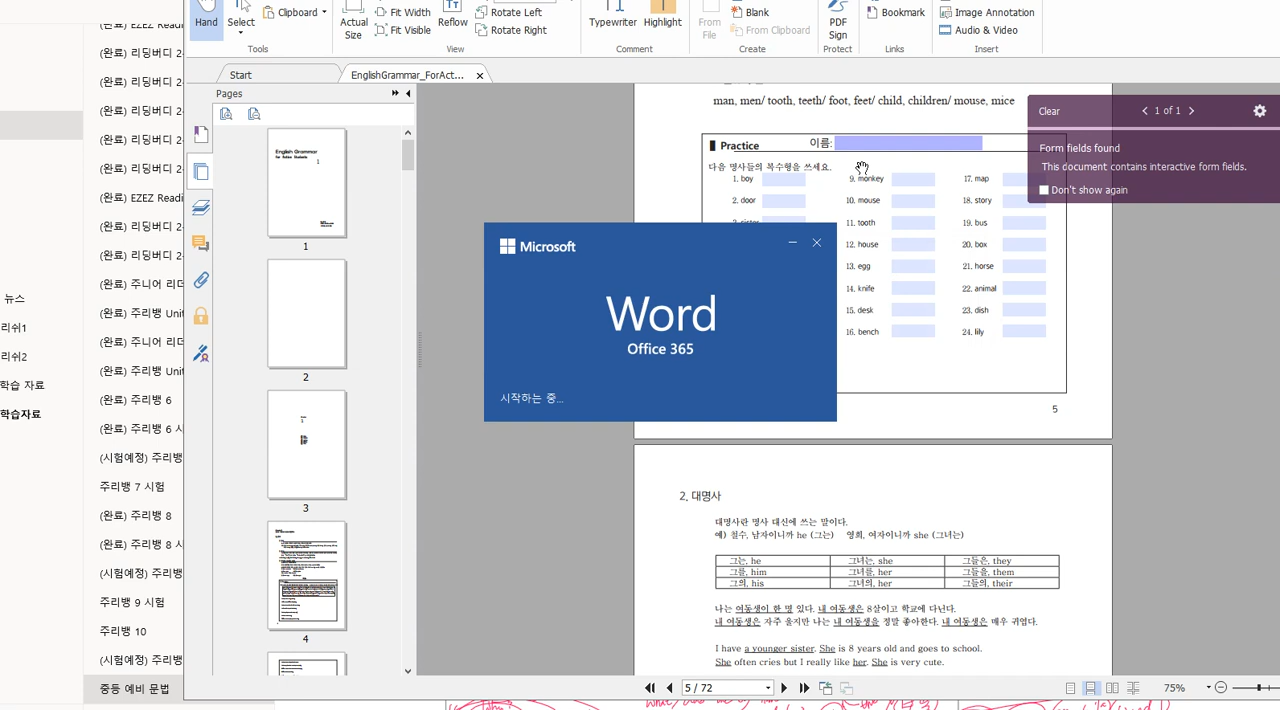 Hand
Select
Clipboard
Tools
Actual
Size
Fit Width
Fit Visible
Reflow
Rotate Left
Rotate Right
View
Typewriter
Highlight
Comment
From
File
Blank
From Clipboard
Create
PDF
Sign
Protect
Bookmark
Links
Image Annotation
Audio & Video
Insert
Start
EnglishGrammar_ForAct...
Pages
(완료) 리딩버디 2-
(완료) 리딩버디 2-
(완료) 리딩버디 2-
(완료) 리딩버디 2-
(완료) 리딩버디 2-
(완료) EZEZ Readi
(완료) 리딩버디 2-
(완료) EZEZ Readi
(완료) 리딩버디 2-
(완료) EZEZ Readi
(완료) 주니어 리더
(완료) 주리뱅 Unit
(완료) 주니어 리더
(완료) 주리뱅 Unit
(완료) 주리뱅 6
(완료) 주리뱅 6 시
(시험예정) 주리뱅
주리뱅 7 시험
(완료) 주리뱅 8
(완료) 주리뱅 8 시
(시험예정) 주리뱅
주리뱅 9 시험
주리뱅 10
(시험예정) 주리뱅
중등 예비 문법
뉴스
리쉬1
리쉬2
학습 자료
학습자료
English Grammar
1
2
3
4
man, men/ tooth, teeth/ foot, feet/ child, children/ mouse, mice
Practice
이름:
다음 명사들의 복수형을 쓰세요.
1. boy
9. monkey
17. map
2. door
10. mouse
18. story
3. sister
11. tooth
19. bus
12. house
20. box
13. egg
21. horse
14. knife
22. animal
15. desk
23. dish
16. bench
24. lily
5
Clear
1 of 1
Form fields found
This document contains interactive form fields.
Don't show again
Microsoft
Word
Office 365
시작하는 중...
2. 대명사
대명사란 명사 대신에 쓰는 말이다.
예) 철수, 남자이니까 he (그는) 영희, 여자이니까 she (그녀는)
그는, he
그녀는, she
그들은, they
그를, him
그녀를, her
그들을, them
그의, his
그녀의, her
그들의, their
나는 여동생이 한 명 있다. 내 여동생은 8살이고 학교에 다닌다.
내 여동생은 자주 울지만 나는 내 여동생을 정말 좋아한다. 내 여동생은 매우 귀엽다.
I have a younger sister. She is 8 years old and goes to school.
She often cries but I really like her. She is very cute.
5 / 72
75%